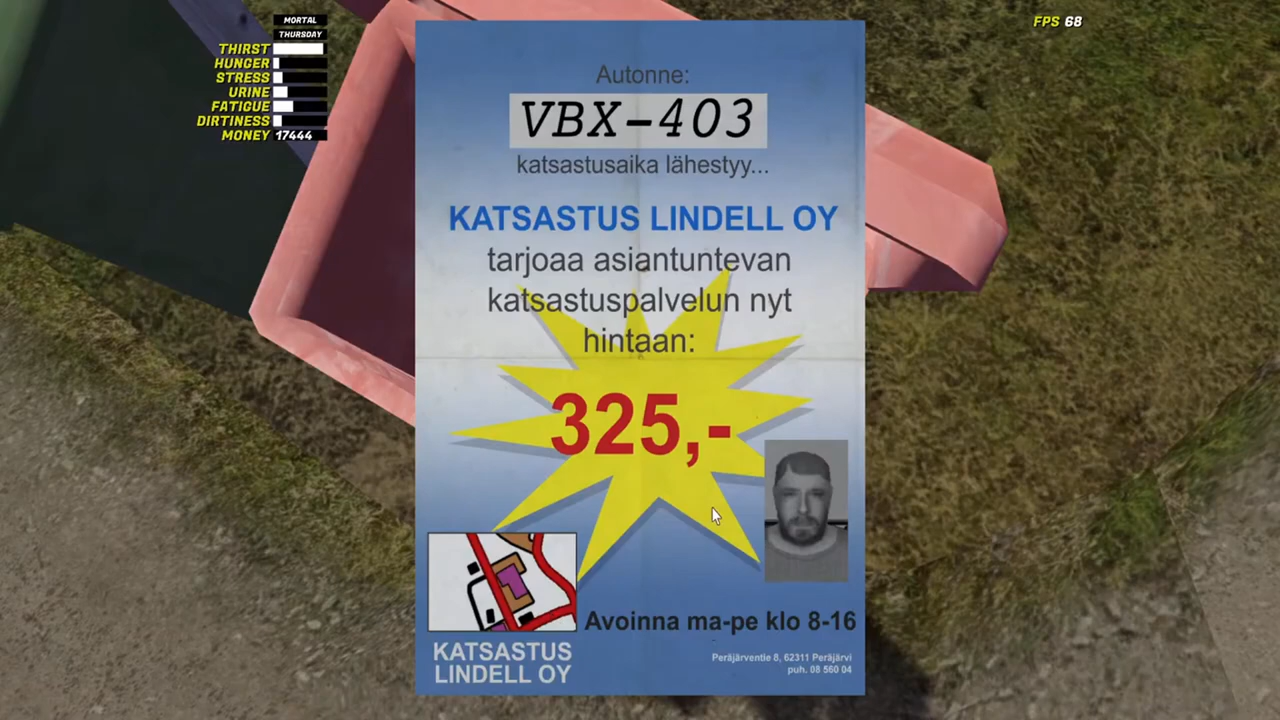 MORTAL
THURSDAY
THIRST
HUNGER
STRESS
URINE
FATIGUE
DIRTINESS
MONEY 17444
FPS 68
Autonne:
VBX-403
katsastusaika lähestyy...
KATSASTUS LINDELL OY
tarjoaa asiantuntevan
katsastuspalvelun nyt
hintaan:
325,-
Avoinna ma-pe klo 8-16
KATSASTUS
LINDELL OY
Peräjärventie 8, 62311 Peräjärvi
puh. 08 560 04